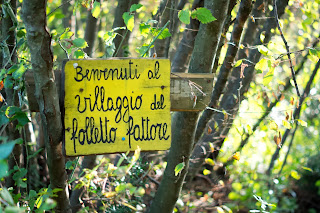 Benvenuti al
villaggio del
folletto fattore